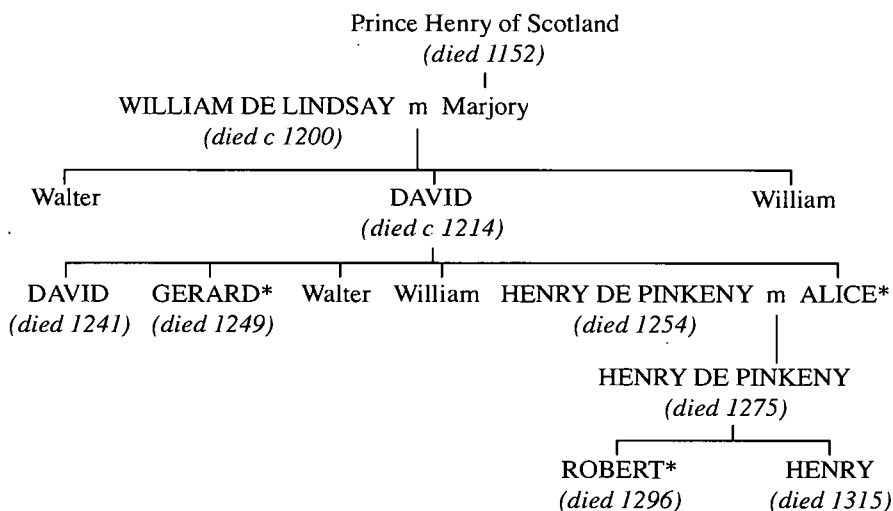 Prince Henry of Scotland
(died 1152)
WILLIAM DE LINDSAY m Marjory
(died c 1200)
Walter DAVID William
(died c 1214)
DAVID GERARD* Walter William HENRY DE PINKENY m ALICE*
(died 1241) (died 1249) (died 1254)
HENRY DE PINKENY
(died 1275)
ROBERT* HENRY
(died 1296) (died 1315)